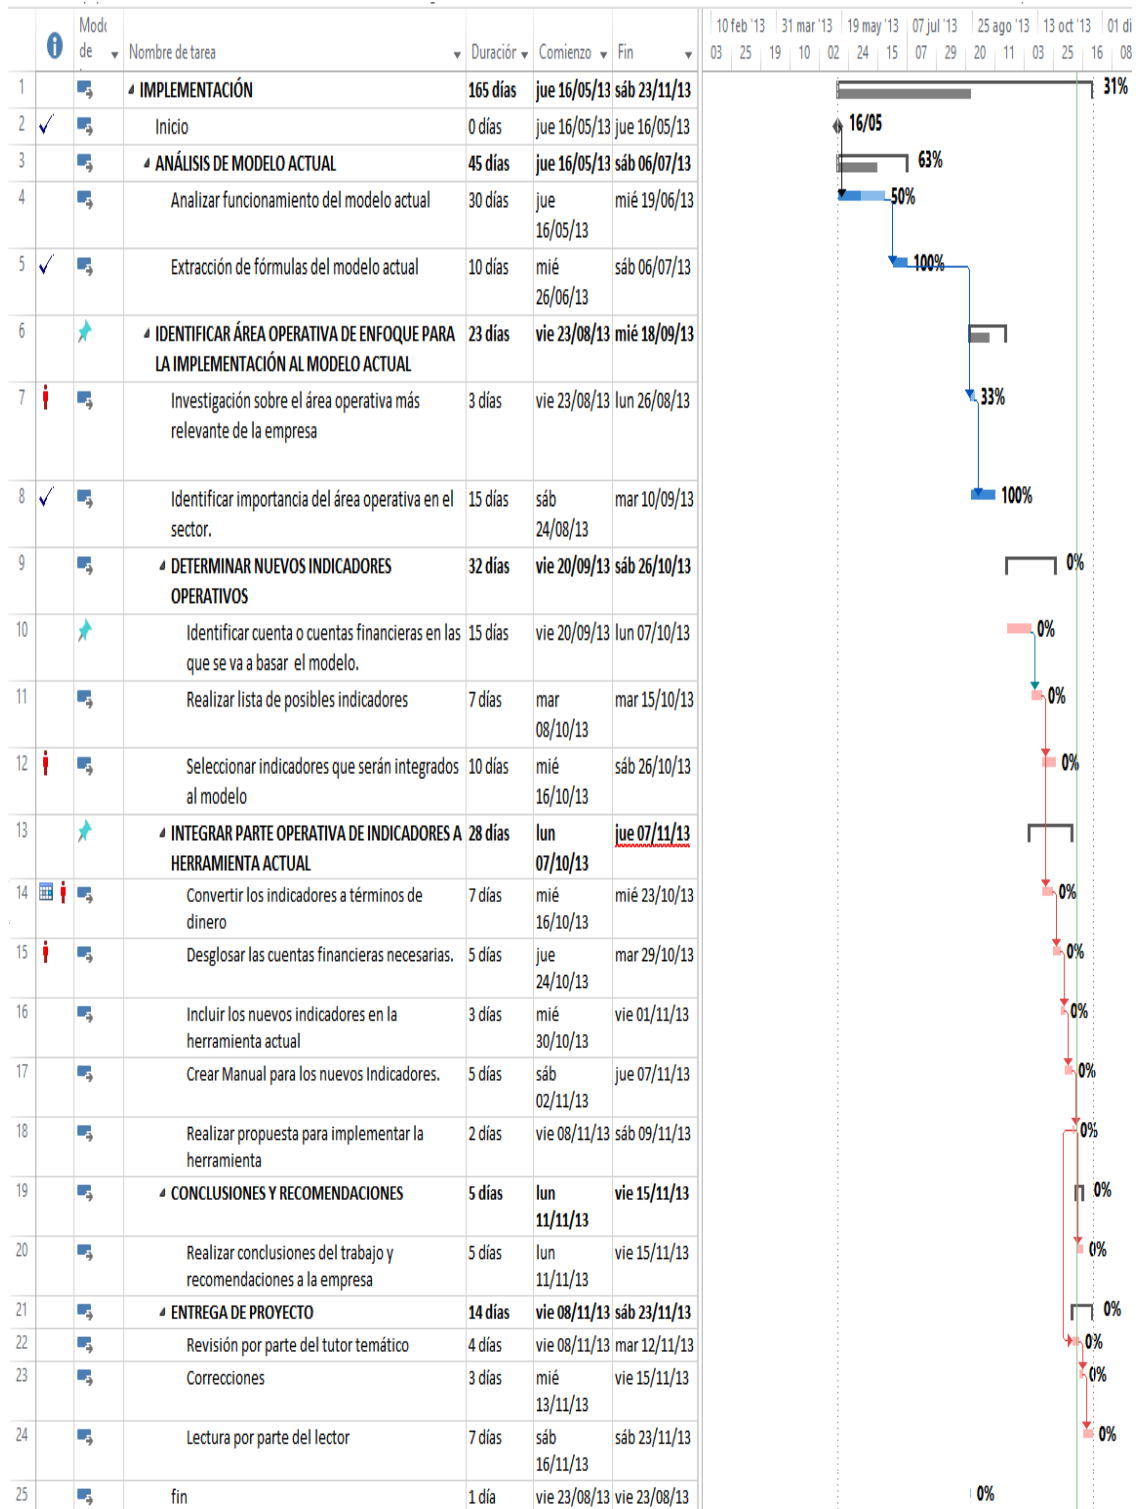 Modo
de
Nombre de tarea Duración Comienzo Fin
10 feb '13 31 mar '13 19 may '13 07 jul '13 25 ago '13 13 oct '13 01 di
03 25 19 10 02 24 15 07 29 20 11 03 25 16 08
1 IMPLEMENTACIÓN 165 días jue 16/05/13 sáb 23/11/13 31%
2 Inicio 0 días jue 16/05/13 jue 16/05/13 16/05
3 ANÁLISIS DE MODELO ACTUAL 45 días jue 16/05/13 sáb 06/07/13 63%
4 Analizar funcionamiento del modelo actual 30 días jue mié 19/06/13 50%
16/05/13
5 Extracción de fórmulas del modelo actual 10 días mié sáb 06/07/13 100%
26/06/13
6 IDENTIFICAR ÁREA OPERATIVA DE ENFOQUE PARA 23 días vie 23/08/13 mié 18/09/13
LA IMPLEMENTACIÓN AL MODELO ACTUAL
7 Investigación sobre el área operativa más 3 días vie 23/08/13 lun 26/08/13 33%
relevante de la empresa
8 Identificar importancia del área operativa en el 15 días sáb mar 10/09/13 100%
sector. 24/08/13
9 DETERMINAR NUEVOS INDICADORES 32 días vie 20/09/13 sáb 26/10/13 0%
OPERATIVOS
10 Identificar cuenta o cuentas financieras en las 15 días vie 20/09/13 lun 07/10/13 0%
que se va a basar el modelo.
11 Realizar lista de posibles indicadores 7 días mar mar 15/10/13 0%
08/10/13
12 Seleccionar indicadores que serán integrados 10 días mié sáb 26/10/13 0%
al modelo 16/10/13
13 INTEGRAR PARTE OPERATIVA DE INDICADORES A 28 días lun jue 07/11/13
HERRAMIENTA ACTUAL 07/10/13
14 Convertir los indicadores a términos de 7 días mié mié 23/10/13 0%
dinero 16/10/13
15 Desglosar las cuentas financieras necesarias. 5 días jue mar 29/10/13 0%
24/10/13
16 Incluir los nuevos indicadores en la 3 días mié vie 01/11/13 0%
herramienta actual 30/10/13
17 Crear Manual para los nuevos Indicadores. 5 días sáb jue 07/11/13 0%
02/11/13
18 Realizar propuesta para implementar la 2 días vie 08/11/13 sáb 09/11/13 0%
herramienta
19 CONCLUSIONES Y RECOMENDACIONES 5 días lun vie 15/11/13 0%
11/11/13
20 Realizar conclusiones del trabajo y 5 días lun vie 15/11/13 0%
recomendaciones a la empresa 11/11/13
21 ENTREGA DE PROYECTO 14 días vie 08/11/13 sáb 23/11/13 0%
22 Revisión por parte del tutor temático 4 días vie 08/11/13 mar 12/11/13 0%
23 Correcciones 3 días mié vie 15/11/13 0%
13/11/13
24 Lectura por parte del lector 7 días sáb sáb 23/11/13 0%
16/11/13
25 fin 1 día vie 23/08/13 vie 23/08/13 0%